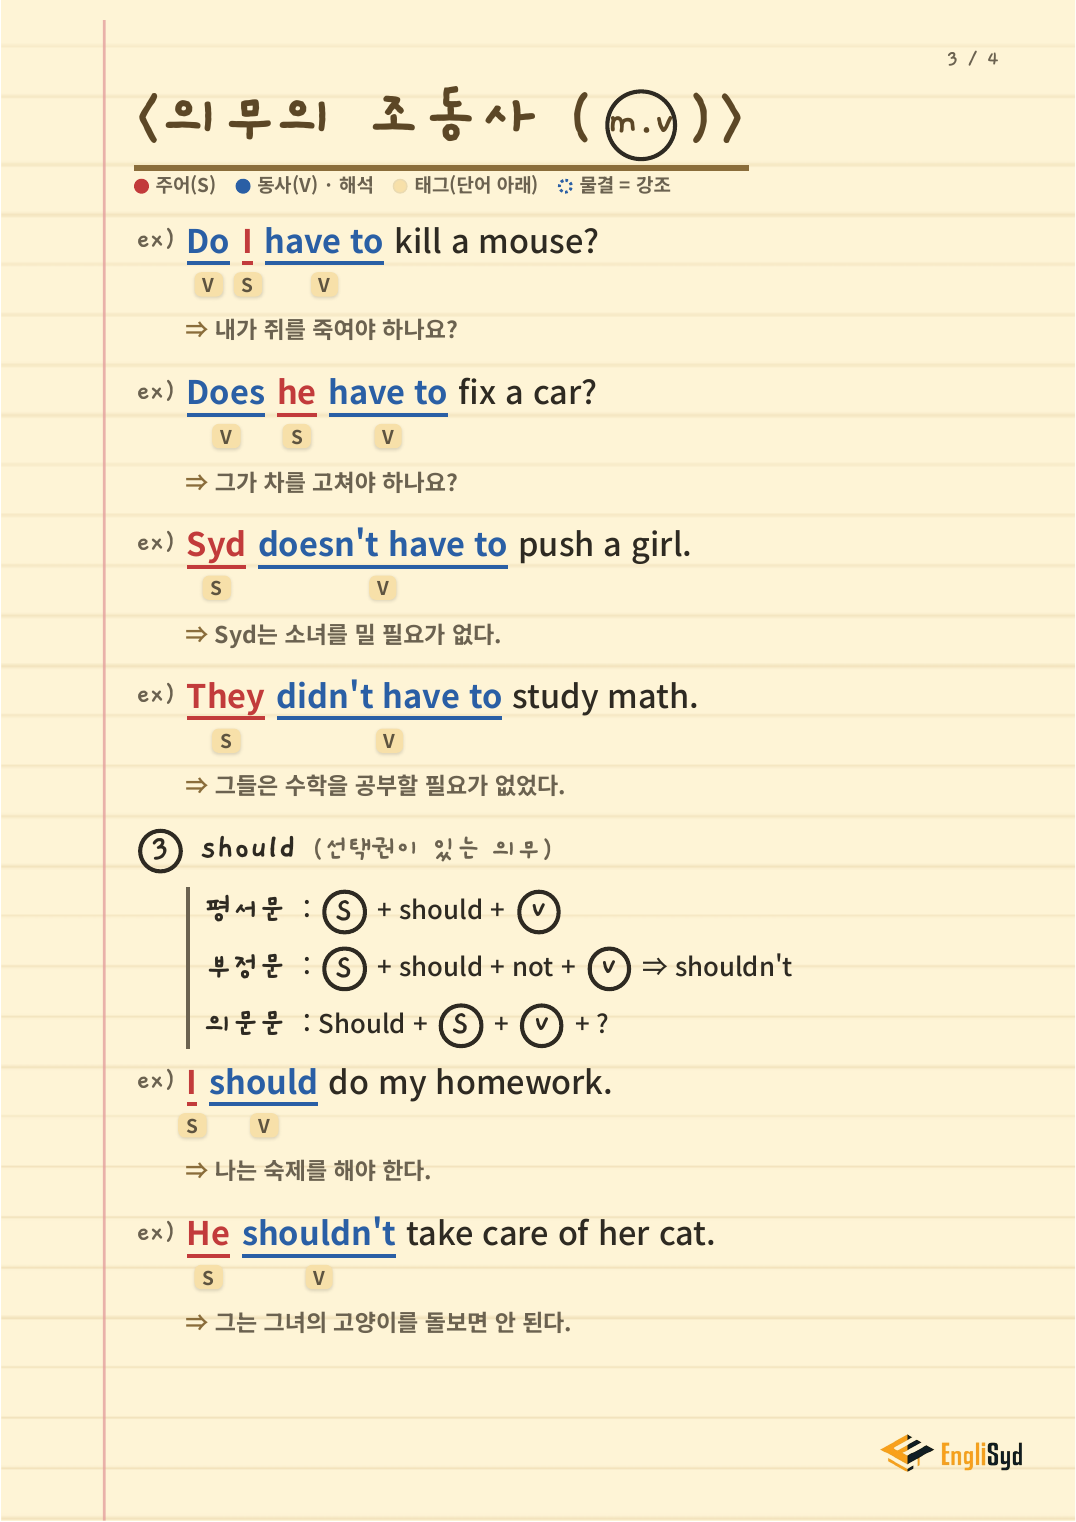 3 / 4
<의무의 조동사 (m.v)>
주어(S) 동사(V) · 해석 태그(단어 아래) 물결 = 강조
ex) Do I have to kill a mouse?
V S V
⇒ 내가 쥐를 죽여야 하나요?
ex) Does he have to fix a car?
V S V
⇒ 그가 차를 고쳐야 하나요?
ex) Syd doesn't have to push a girl.
S V
⇒ Syd는 소녀를 밀 필요가 없다.
ex) They didn't have to study math.
S V
⇒ 그들은 수학을 공부할 필요가 없었다.
③ should (선택권이 있는 의무)
평서문 : S + should + v
부정문 : S + should + not + v ⇒ shouldn't
의문문 : Should + S + v + ?
ex) I should do my homework.
S V
⇒ 나는 숙제를 해야 한다.
ex) He shouldn't take care of her cat.
S V
⇒ 그는 그녀의 고양이를 돌보면 안 된다.
EngliSyd